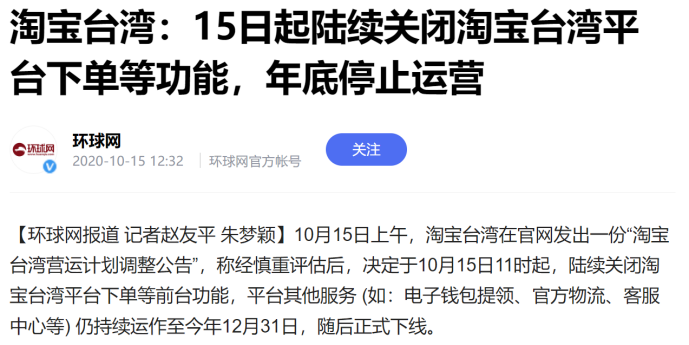 淘宝台湾：15日起陆续关闭淘宝台湾平
台下单等功能，年底停止运营
环球网
环球网
2020-10-15 12:32 环球网官方帐号
关注
【环球网报道 记者赵友平 朱梦颖】10月15日上午，淘宝台湾在官网发出一份“淘宝
台湾营运计划调整公告”，称经慎重评估后，决定于10月15日11时起，陆续关闭淘
宝台湾平台下单等前台功能，平台其他服务 (如：电子钱包提领、官方物流、客服
中心等) 仍持续运作至今年12月31日，随后正式下线。